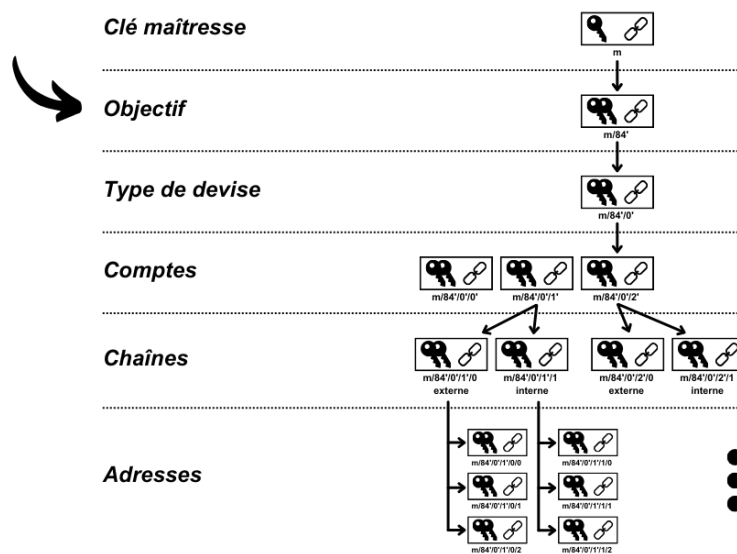 Clé maîtresse
m
Objectif
m/84'
Type de devise
m/84'/0'
Comptes
m/84'/0'/0'
m/84'/0'/1'
m/84'/0'/2'
Chaînes
m/84'/0'/1'/0
externe
m/84'/0'/1'/1
interne
m/84'/0'/2'/0
externe
m/84'/0'/2'/1
interne
Adresses
m/84'/0'/1'/0/0
m/84'/0'/1'/1/0
m/84'/0'/1'/0/1
m/84'/0'/1'/1/1
m/84'/0'/1'/0/2
m/84'/0'/1'/1/2